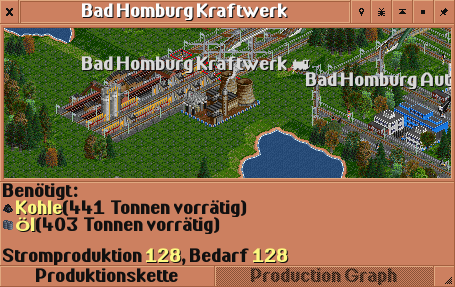 Bad Homburg Kraftwerk
Bad Homburg Kraftwerk
Bad Homburg Aut
Benötigt:
Kohle(441 Tonnen vorrätig)
Öl(403 Tonnen vorrätig)
Stromproduktion 128, Bedarf 128
Produktionskette
Production Graph